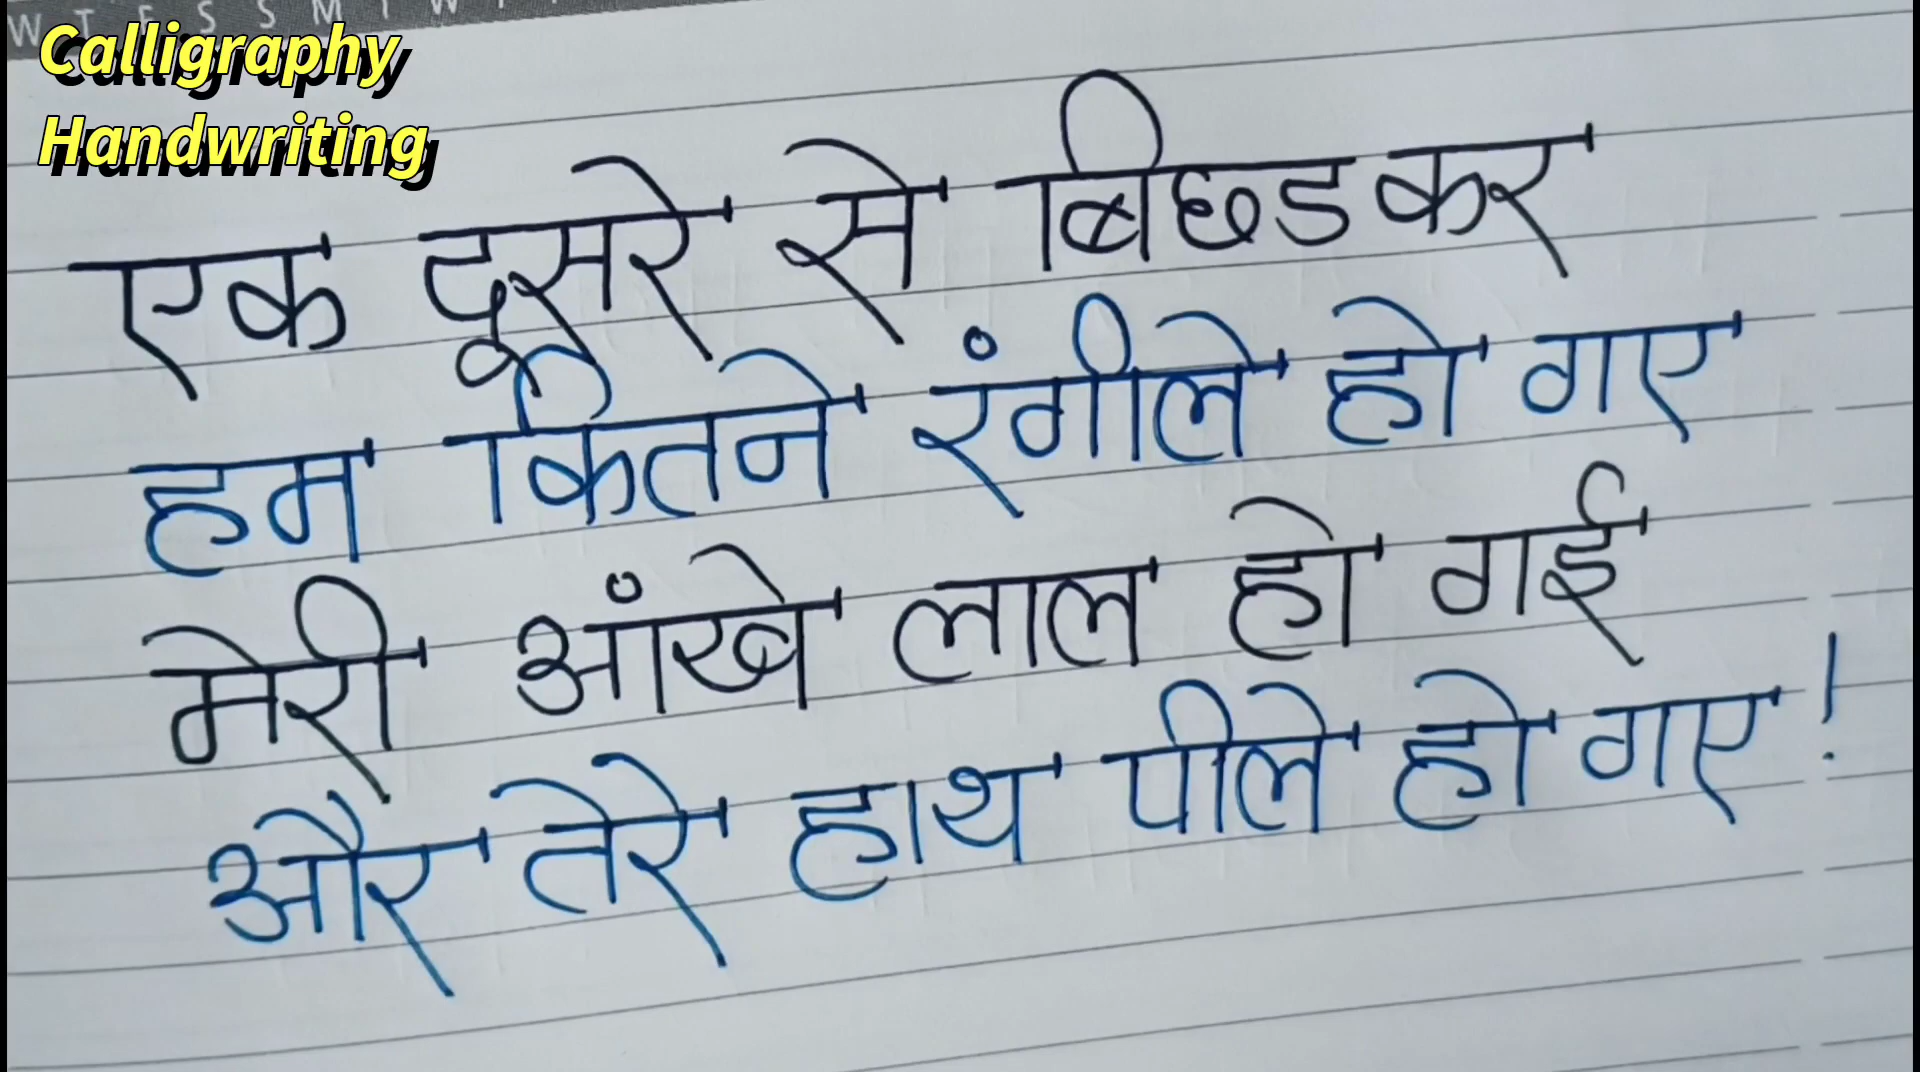 W T F S S M T W T F
Calligraphy
Handwriting
एक दूसरे से बिछडकर
हम कितने रंगीले हो गए
मेरी आंखे लाल हो गई
और तेरे हाथ पीले हो गए!